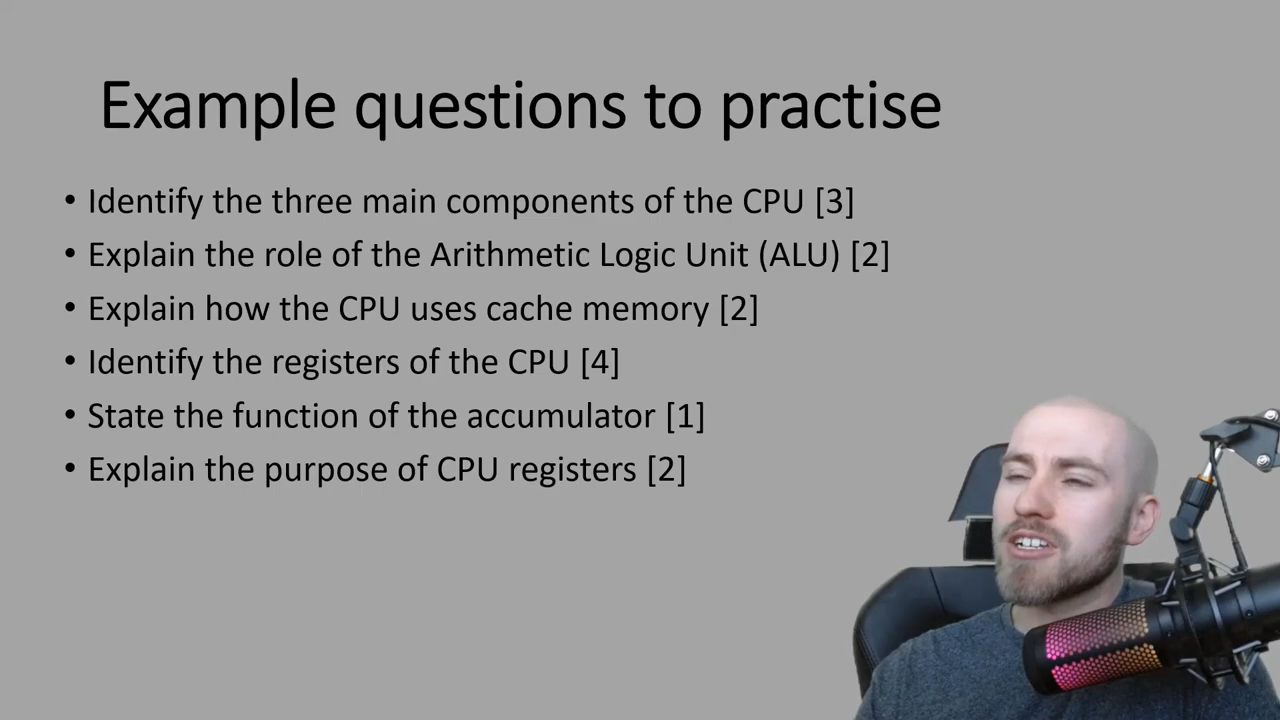 Example questions to practise
• Identify the three main components of the CPU [3]
• Explain the role of the Arithmetic Logic Unit (ALU) [2]
• Explain how the CPU uses cache memory [2]
• Identify the registers of the CPU [4]
• State the function of the accumulator [1]
• Explain the purpose of CPU registers [2]